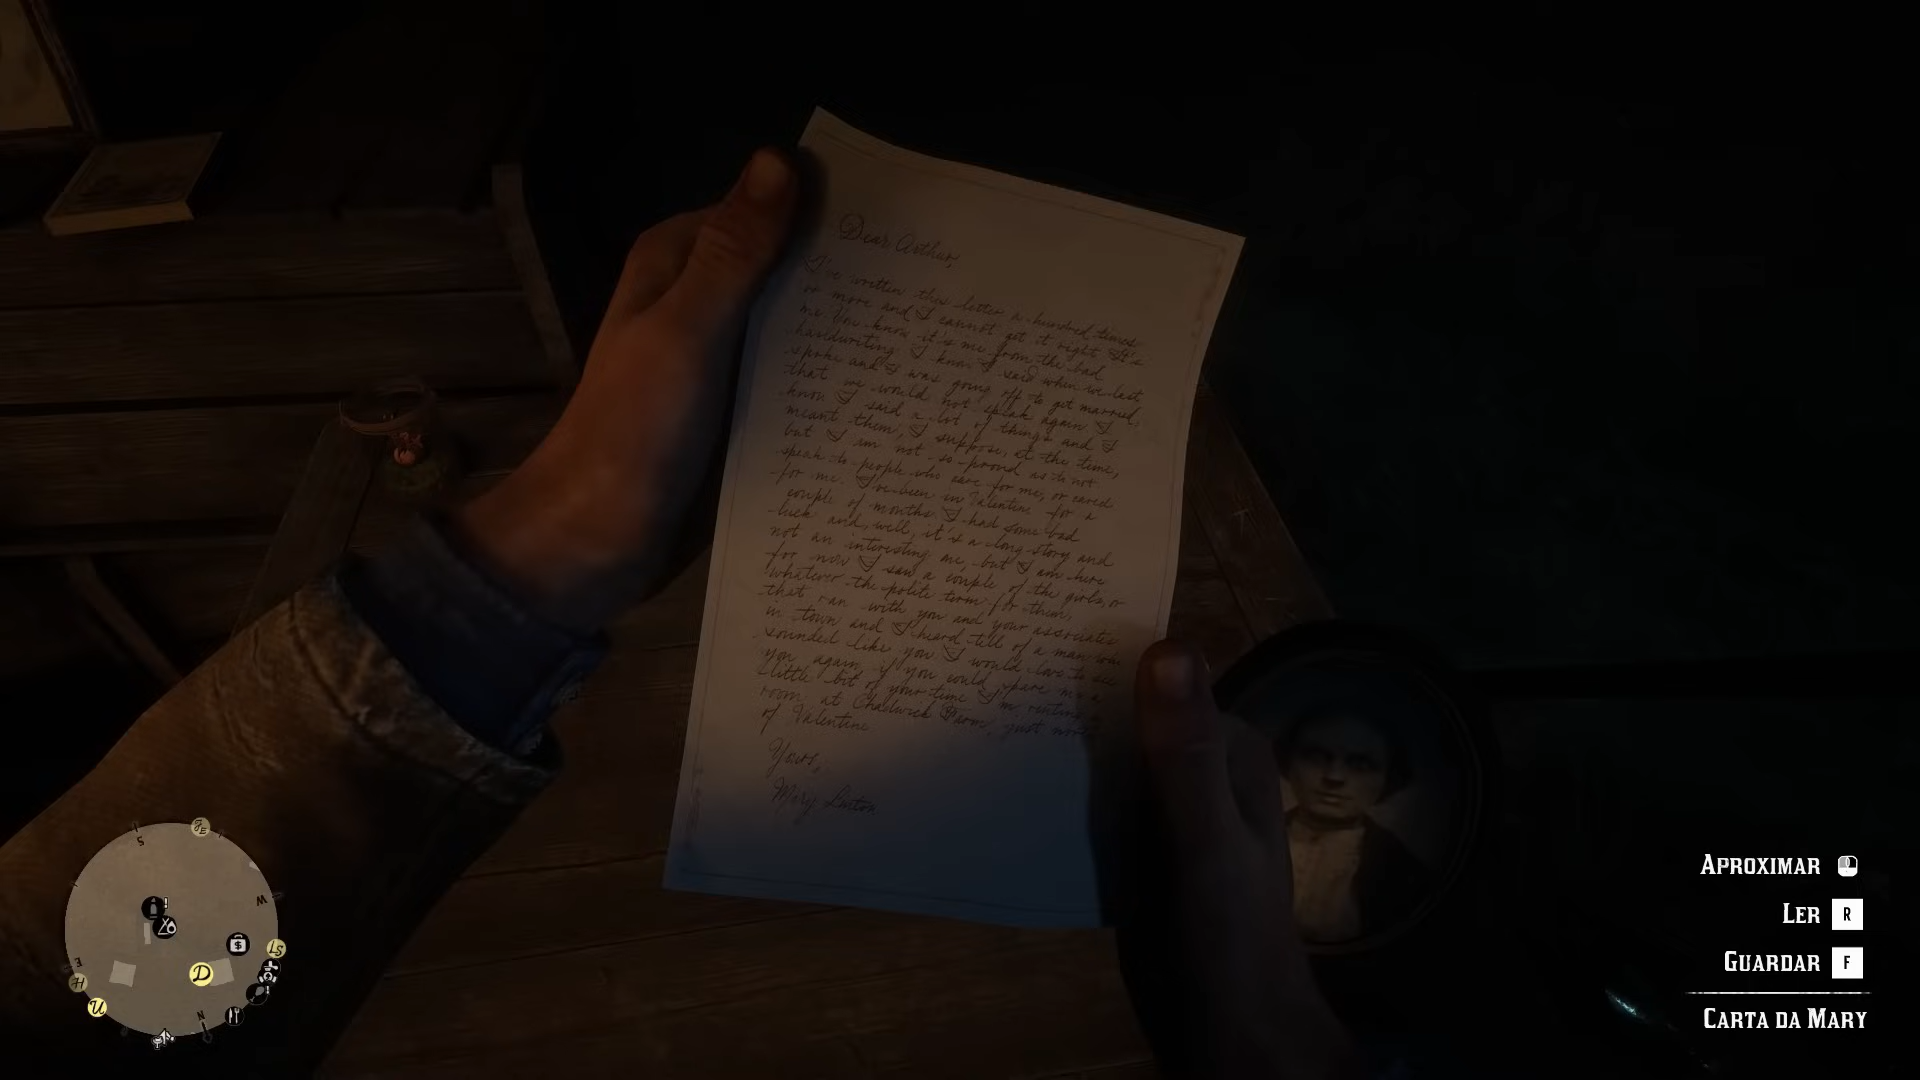 Dear Arthur,
I've written this letter a hundred times
or more and I cannot get it right. It's
me. You know it's me from the bad
handwriting. I know I said when we last
spoke and I was going off to get married,
that we would not speak again. I
know I said a lot of things and I
meant them, I suppose, at the time,
but I am not so proud as to not
speak to people who care for me, or cared
for me. I've been in Valentine for a
couple of months. I had some bad
luck and, well, it's a long story and
not an interesting me, but I am here
for now. I saw a couple of the girls, or
whatever the polite term for them,
that ran with you and your associates
in town and I heard tell of a man who
sounded like you. I would love to see
you again, if you could spare me a
little bit of your time. I'm renting a
room at Chadwick Farm, just north
of Valentine
Yours,
Mary Linton
APROXIMAR
LER R
GUARDAR F
CARTA DA MARY
S
JE
W
$
LS
E
H
D
U
N